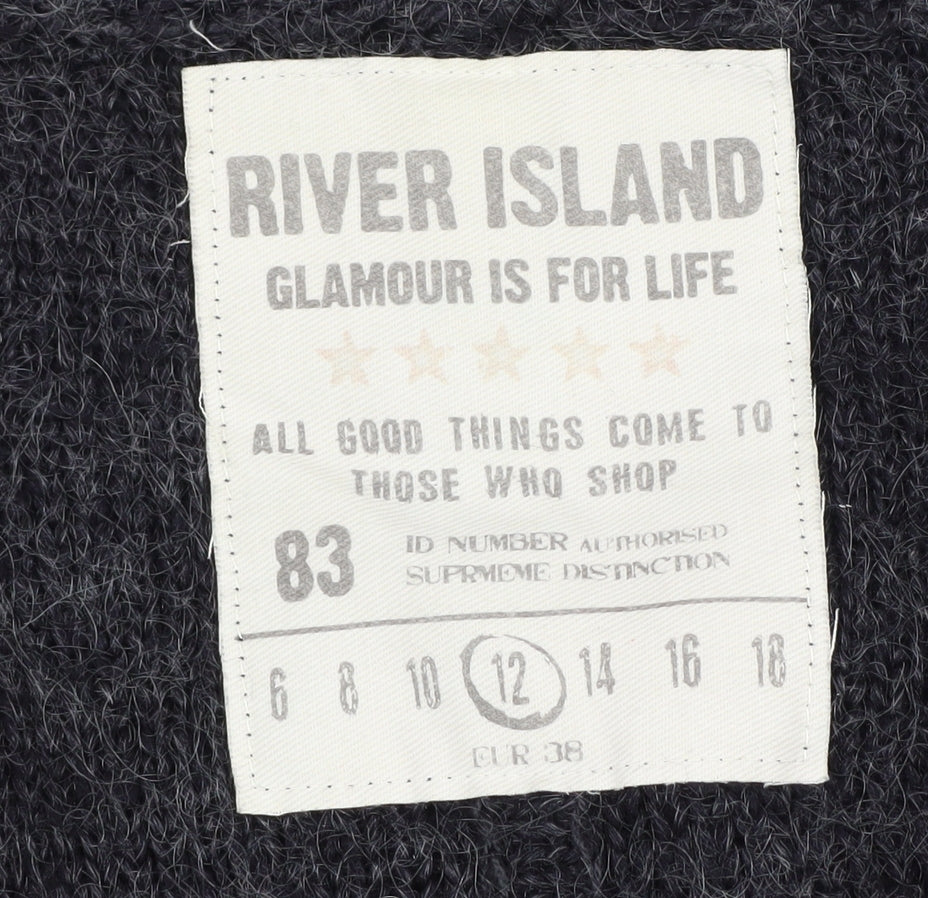 RIVER ISLAND
GLAMOUR IS FOR LIFE
ALL GOOD THINGS COME TO
THOSE WHO SHOP
83 ID NUMBER AUTHORISED
SUPRMEME DISTINCTION
6 8 10 12 14 16 18
EUR 38